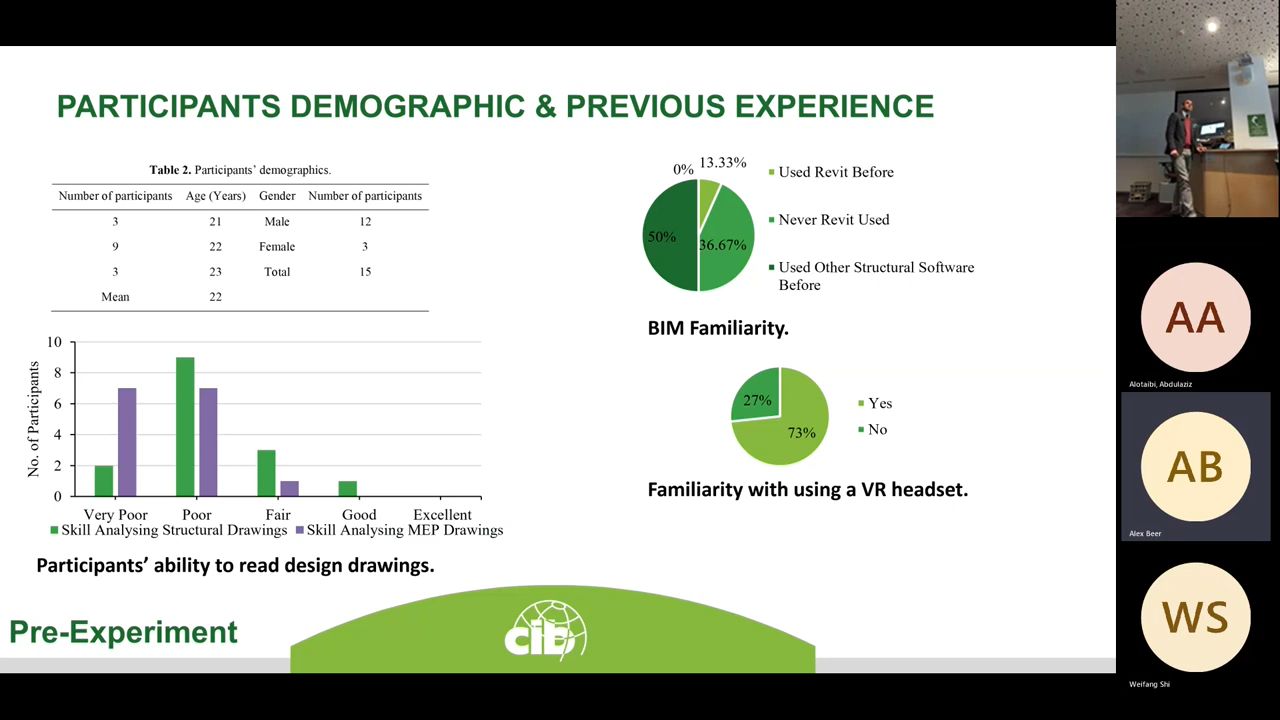 PARTICIPANTS DEMOGRAPHIC & PREVIOUS EXPERIENCE
Table 2. Participants’ demographics.
Number of participants Age (Years) Gender Number of participants
3 21 Male 12
9 22 Female 3
3 23 Total 15
Mean 22
10
8
6
4
2
0
No. of Participants
Very Poor Poor Fair Good Excellent
Skill Analysing Structural Drawings Skill Analysing MEP Drawings
Participants’ ability to read design drawings.
0% 13.33%
50% 36.67%
Used Revit Before
Never Revit Used
Used Other Structural Software
Before
BIM Familiarity.
27%
73%
Yes
No
Familiarity with using a VR headset.
Pre-Experiment
cib
AA
Alotaibi, Abdulaziz
AB
Alex Beer
WS
Weifang Shi